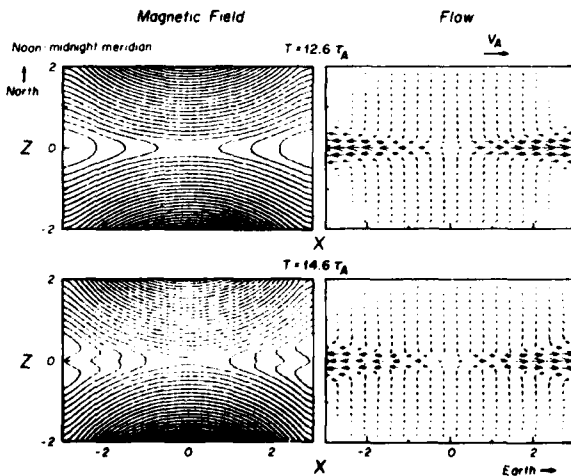 Magnetic Field
Flow
Noon-midnight meridian
T = 12.6 τA
VA
North
2
Z 0
-2
X
T = 14.6 τA
2
Z 0
-2
-2 0 2
-2 0 2
X
X
Earth